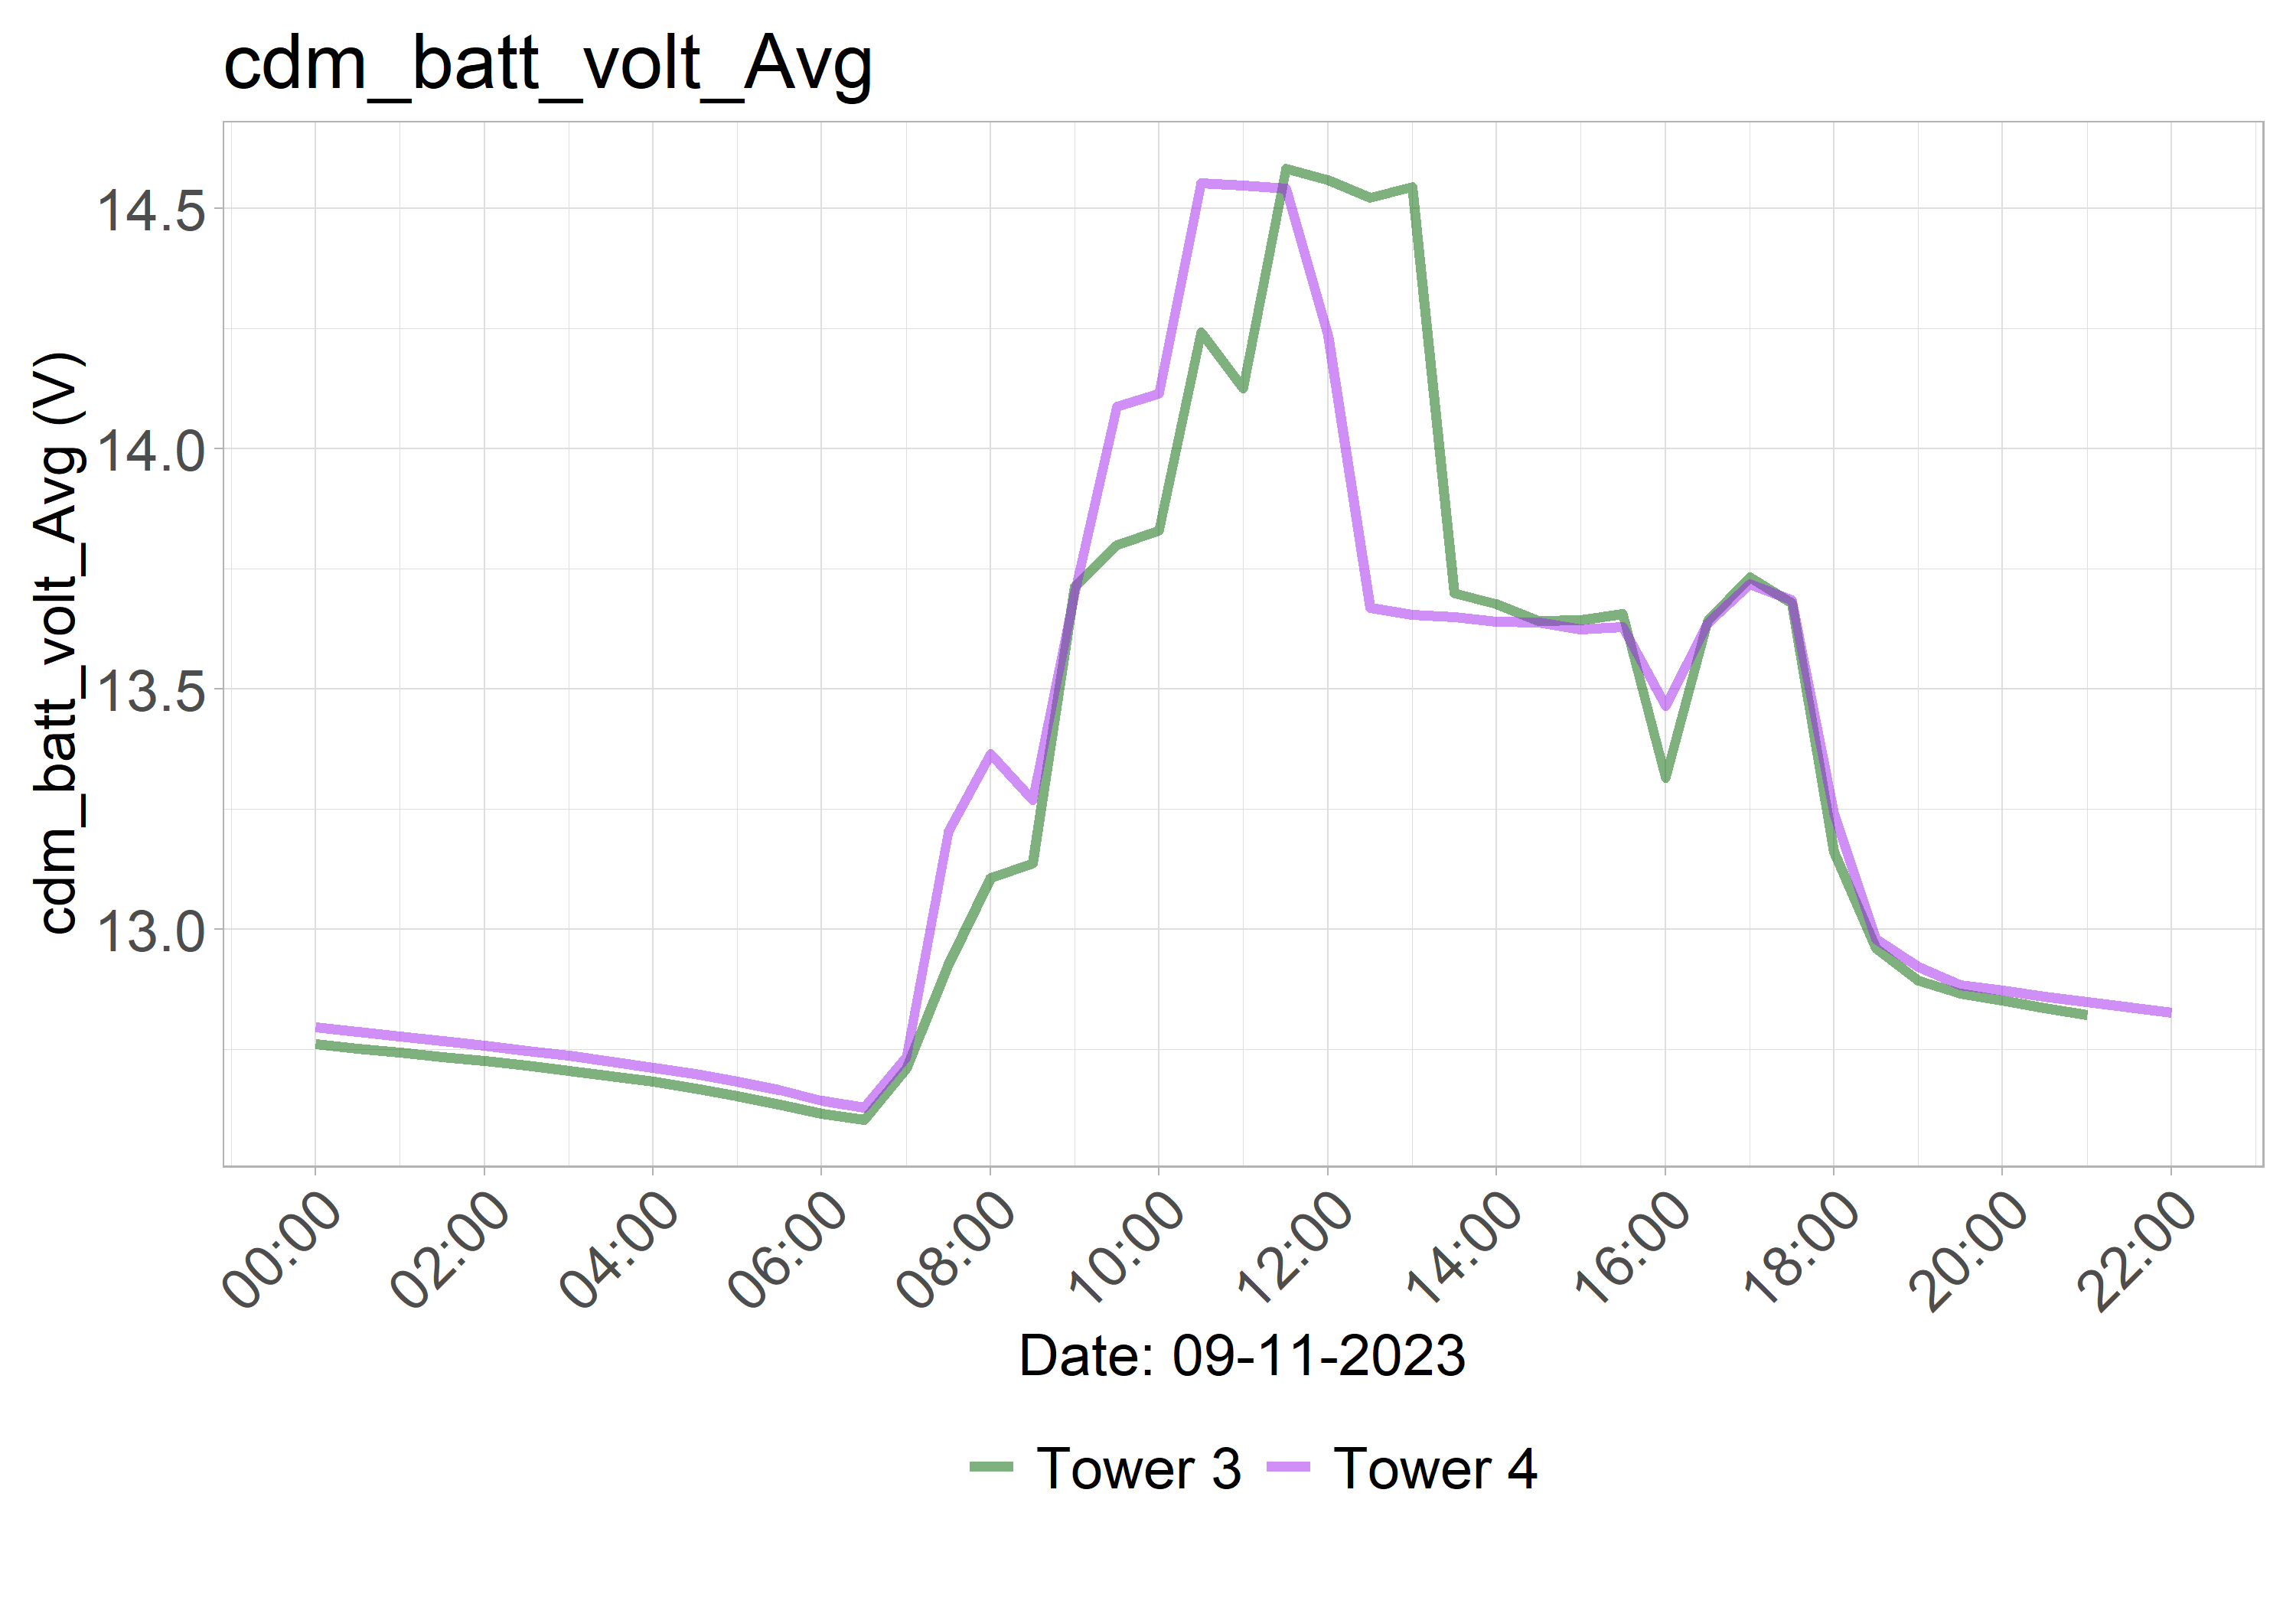 cdm_batt_volt_Avg
cdm_batt_volt_Avg (V)
14.5
14.0
13.5
13.0
00:00 02:00 04:00 06:00 08:00 10:00 12:00 14:00 16:00 18:00 20:00 22:00
Date: 09-11-2023
Tower 3 Tower 4